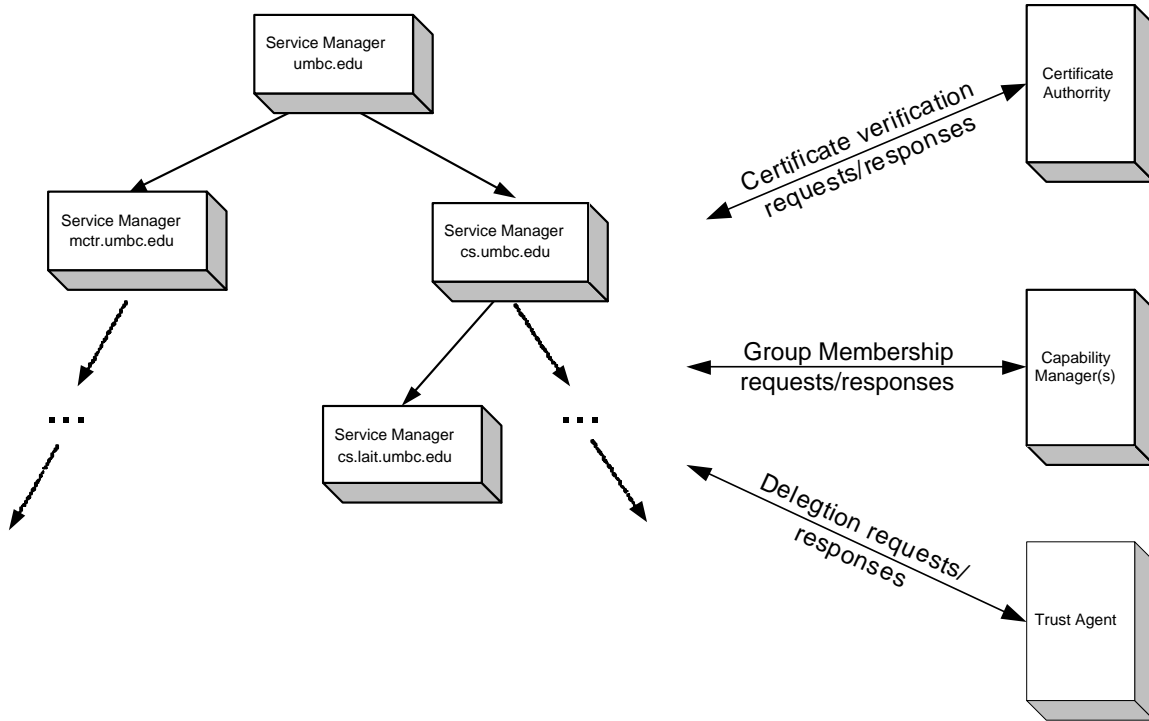 Service Manager
umbc.edu
Service Manager
mctr.umbc.edu
Service Manager
cs.umbc.edu
...
Service Manager
cs.lait.umbc.edu
...
Certificate verification
requests/responses
Certificate
Authorrity
Group Membership
requests/responses
Capability
Manager(s)
Delegtion requests/
responses
Trust Agent